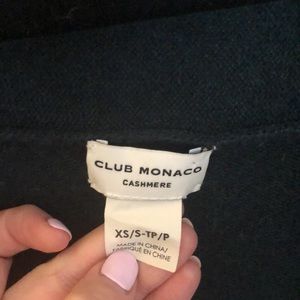 CLUB MONACO
CASHMERE
XS/S-TP/P
MADE IN CHINA/
FABRIQUÉ EN CHINE